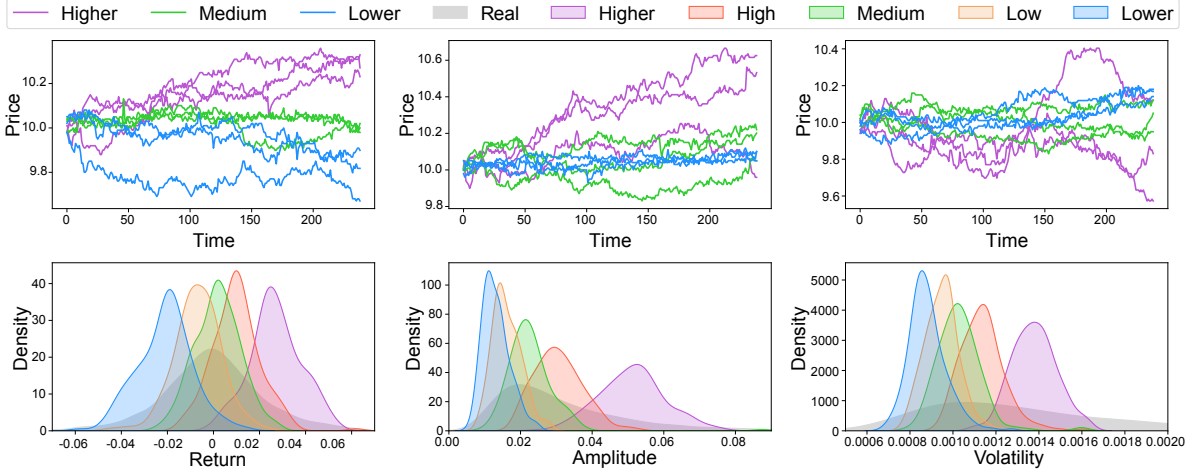 Higher Medium Lower Real Higher High Medium Low Lower
Price
10.2
10.0
9.8
0 50 100 150 200
Time
Price
10.6
10.4
10.2
10.0
9.8
0 50 100 150 200
Time
Price
10.4
10.2
10.0
9.8
9.6
0 50 100 150 200
Time
Density
40
30
20
10
0
-0.06 -0.04 -0.02 0 0.02 0.04 0.06
Return
Density
100
80
60
40
20
0
0.00 0.02 0.04 0.06 0.08
Amplitude
Density
5000
4000
3000
2000
1000
0
0.0006 0.0008 0.0010 0.0012 0.0014 0.0016 0.0018 0.0020
Volatility